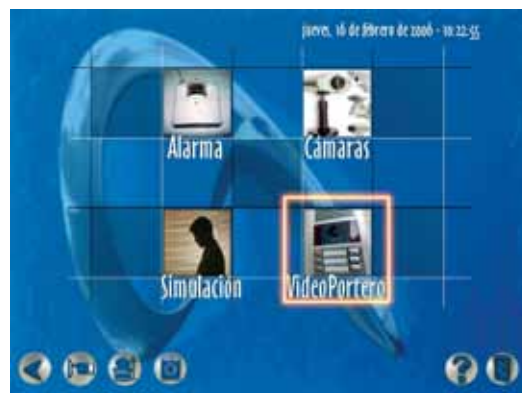 jueves, 16 de febrero de 2006 - 10:22:55
Alarma
Cámaras
Simulación
VideoPortero